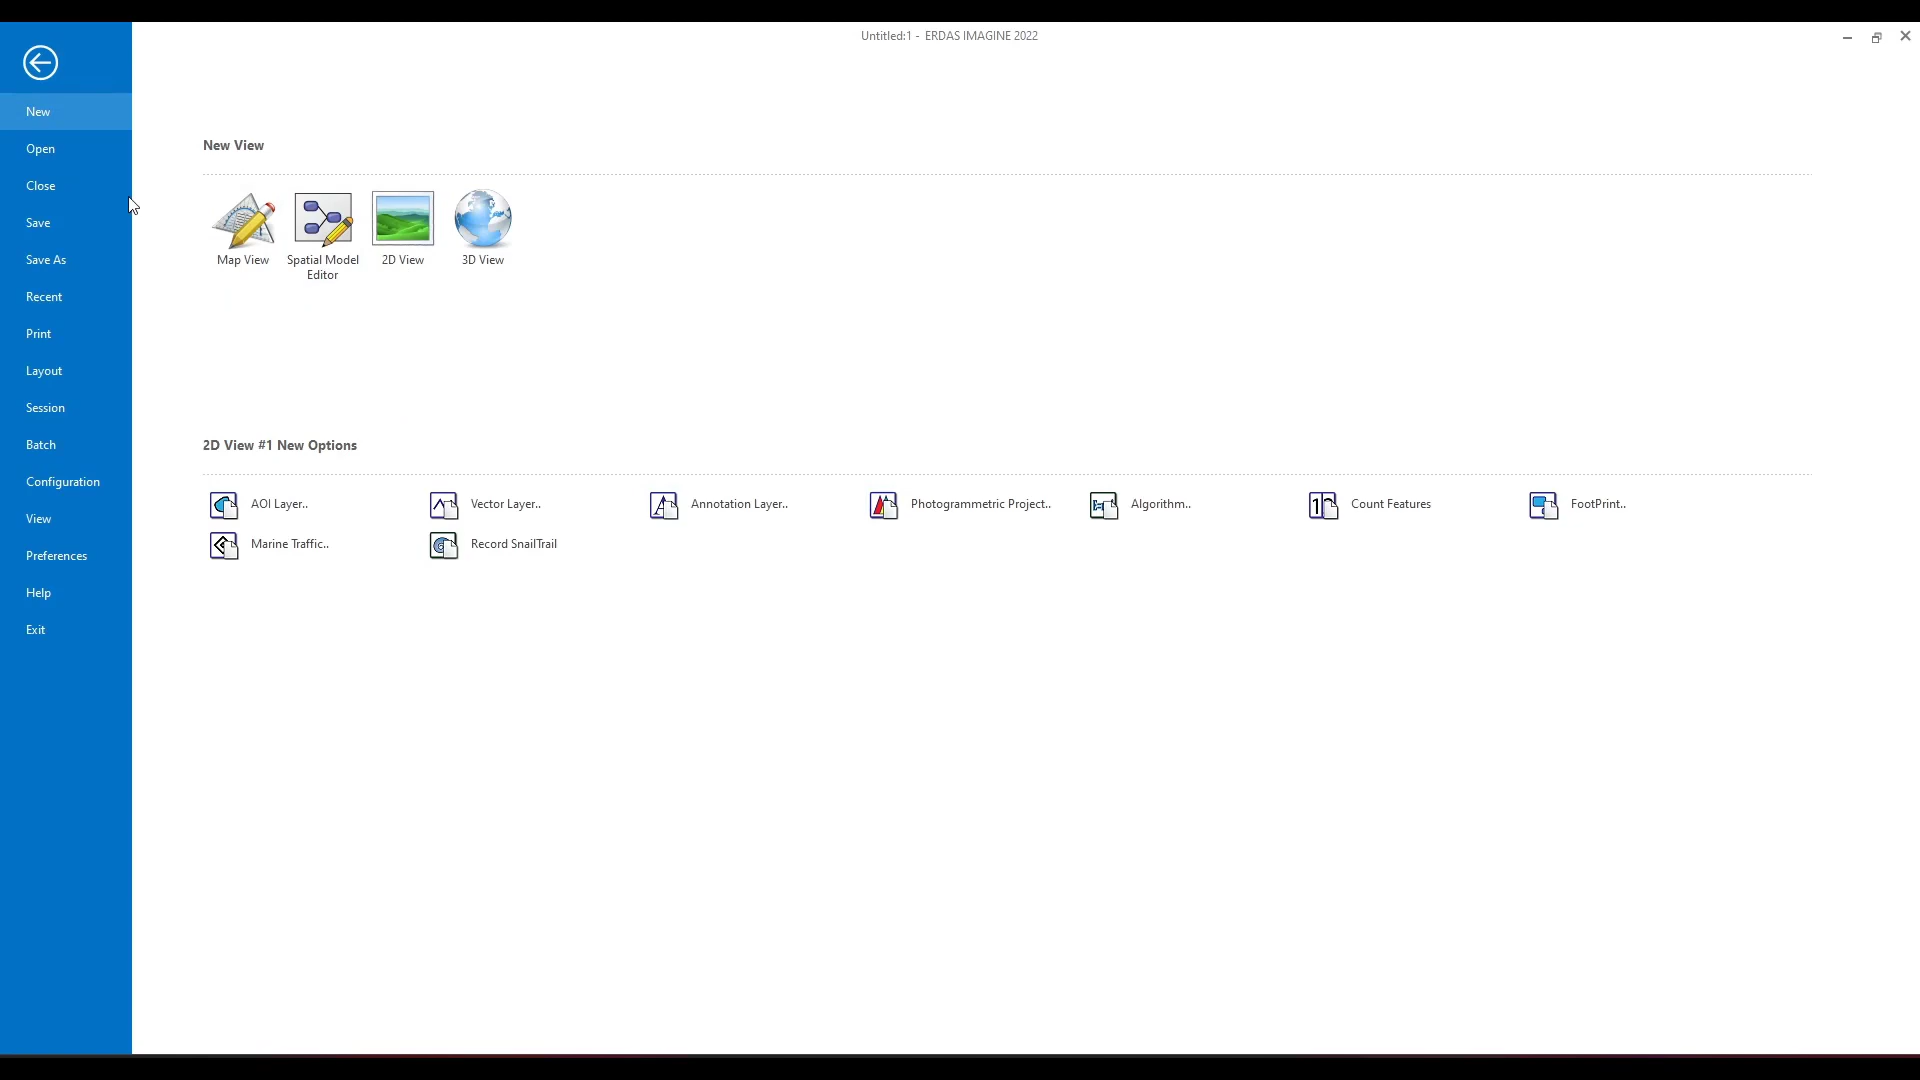 Untitled:1 - ERDAS IMAGINE 2022
New
Open
Close
Save
Save As
Recent
Print
Layout
Session
Batch
Configuration
View
Preferences
Help
Exit
New View
Map View
Spatial Model
Editor
2D View
3D View
2D View #1 New Options
AOI Layer..
Vector Layer..
Annotation Layer..
Photogrammetric Project..
Algorithm..
Count Features
FootPrint..
Marine Traffic..
Record SnailTrail